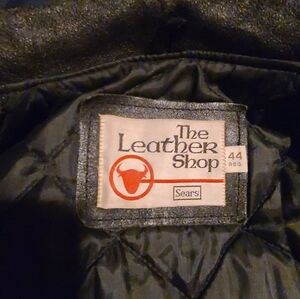 The
Leather
Shop
44
REG.
Sears